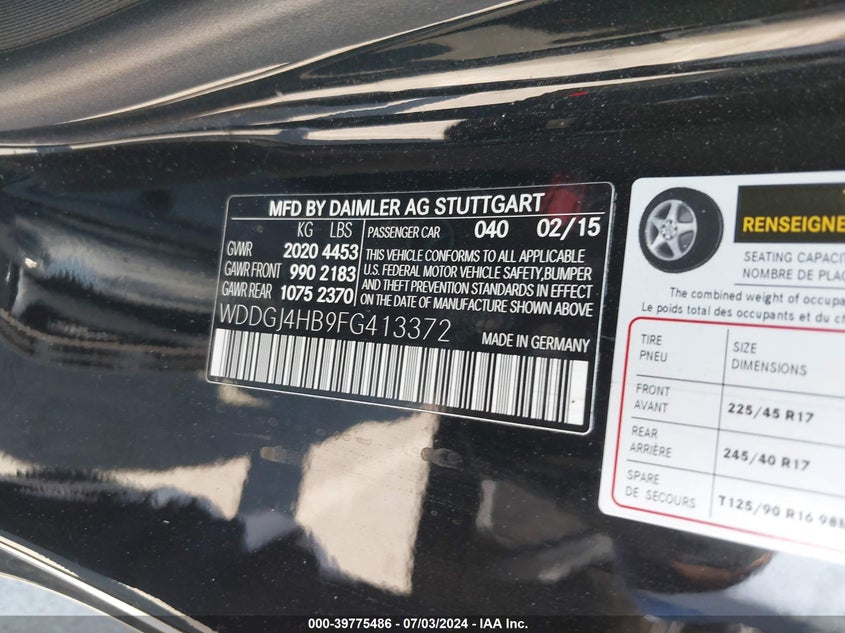 MFD BY DAIMLER AG STUTTGART
KG LBS
GVWR 2020 4453
GAWR FRONT 990 2183
GAWR REAR 1075 2370
PASSENGER CAR 040 02/15
THIS VEHICLE CONFORMS TO ALL APPLICABLE
U.S. FEDERAL MOTOR VEHICLE SAFETY,BUMPER
AND THEFT PREVENTION STANDARDS IN EFFECT
ON THE DATE OF MANUFACTURE SHOWN ABOVE
WDDGJ4HB9FG413372
MADE IN GERMANY
RENSEIGNE
SEATING CAPACIT
NOMBRE DE PLAC
The combined weight of occupa
Le poids total des occupants et du ch
TIRE SIZE
PNEU DIMENSIONS
FRONT
AVANT 225/45 R17
REAR
ARRIÈRE 245/40 R17
SPARE
DE SECOURS T125/90 R16 98
000-39775486 / 07/03/2024 - IAA Inc.